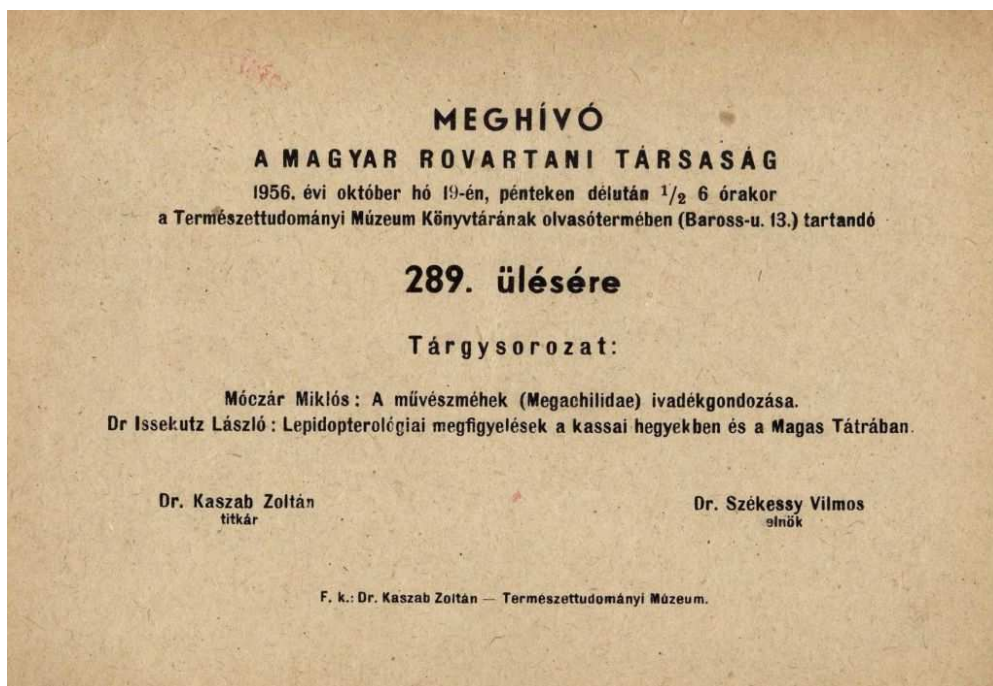 MEGHÍVÓ
A MAGYAR ROVARTANI TÁRSASÁG
1956. évi október hó 19-én, pénteken délután 1/2 6 órakor
a Természettudományi Múzeum Könyvtárának olvasótermében (Baross-u. 13.) tartandó
289. ülésére
Tárgysorozat:
Móczár Miklós: A művészméhek (Megachilidae) ivadékgondozása.
Dr Issekutz László: Lepidopterológiai megfigyelések a kassai hegyekben és a Magas Tátrában.
Dr. Kaszab Zoltán
titkár
Dr. Székessy Vilmos
elnök
F. k.: Dr. Kaszab Zoltán — Természettudományi Múzeum.